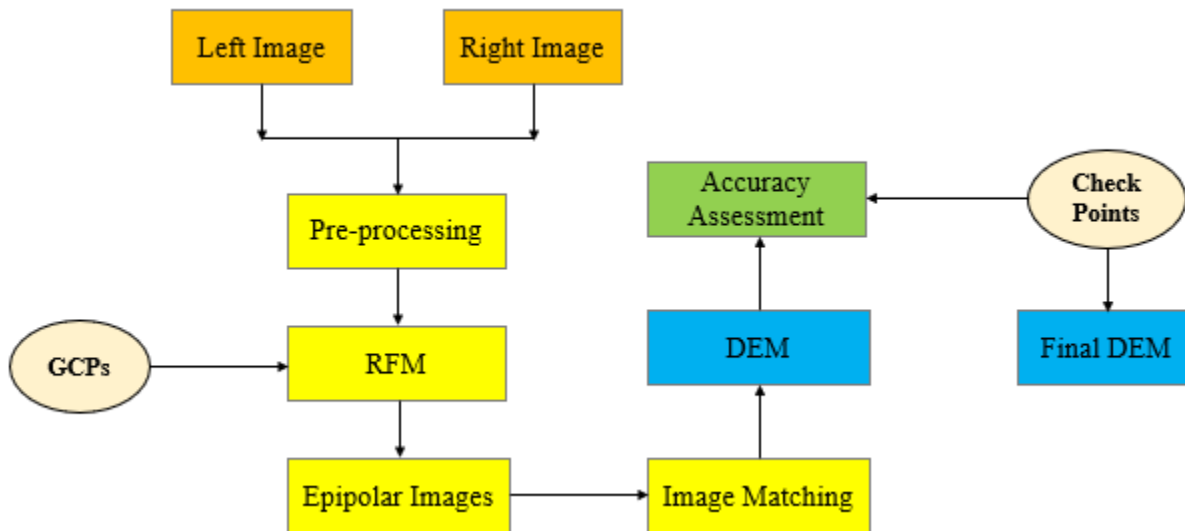 Left Image
Right Image
Pre-processing
GCPs
RFM
Epipolar Images
Image Matching
DEM
Accuracy
Assessment
Check
Points
Final DEM